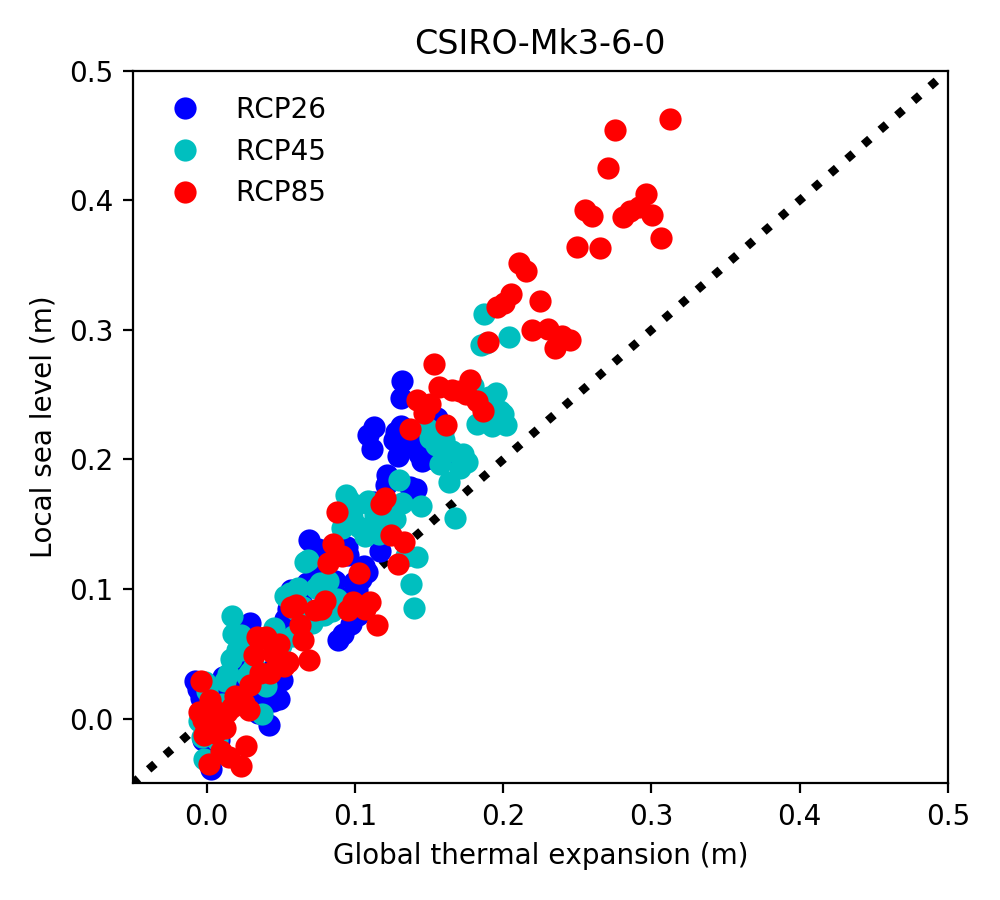 CSIRO-Mk3-6-0
RCP26
RCP45
RCP85
Local sea level (m)
0.5
0.4
0.3
0.2
0.1
0.0
0.0 0.1 0.2 0.3 0.4 0.5
Global thermal expansion (m)